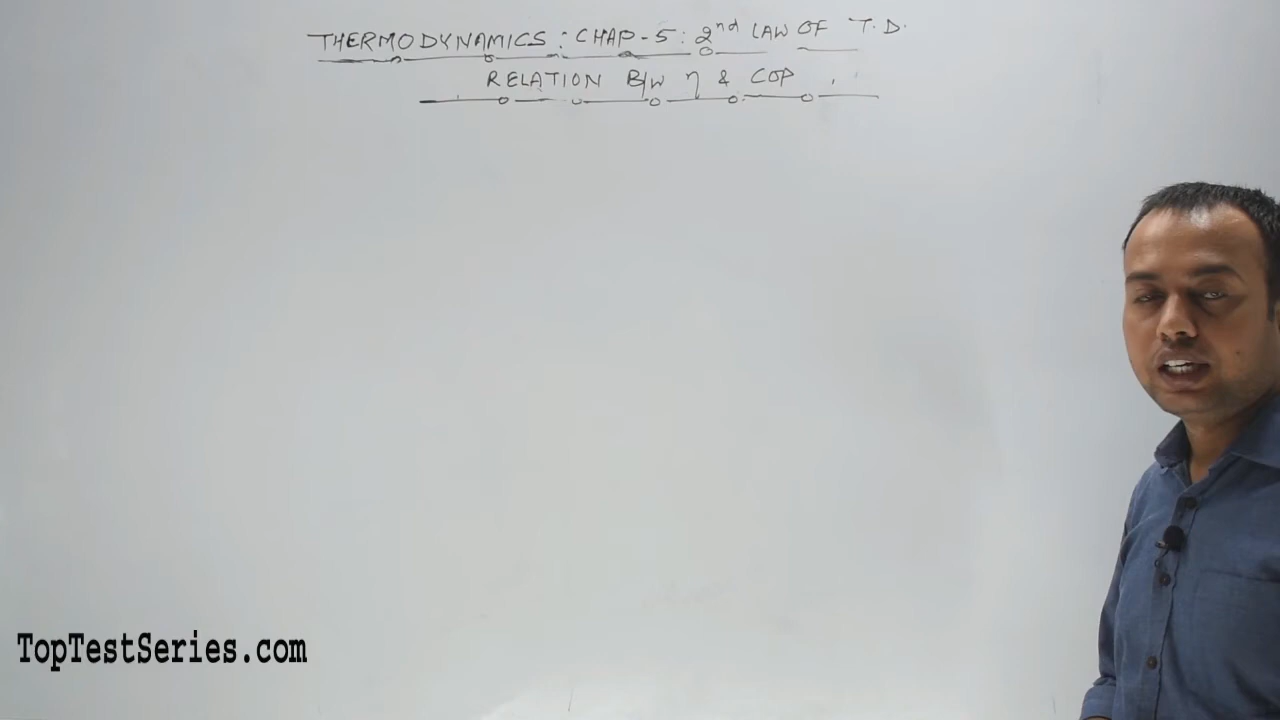 THERMODYNAMICS : CHAP-5 : 2nd LAW OF T.D.
RELATION B/W η & COP
TopTestSeries.com